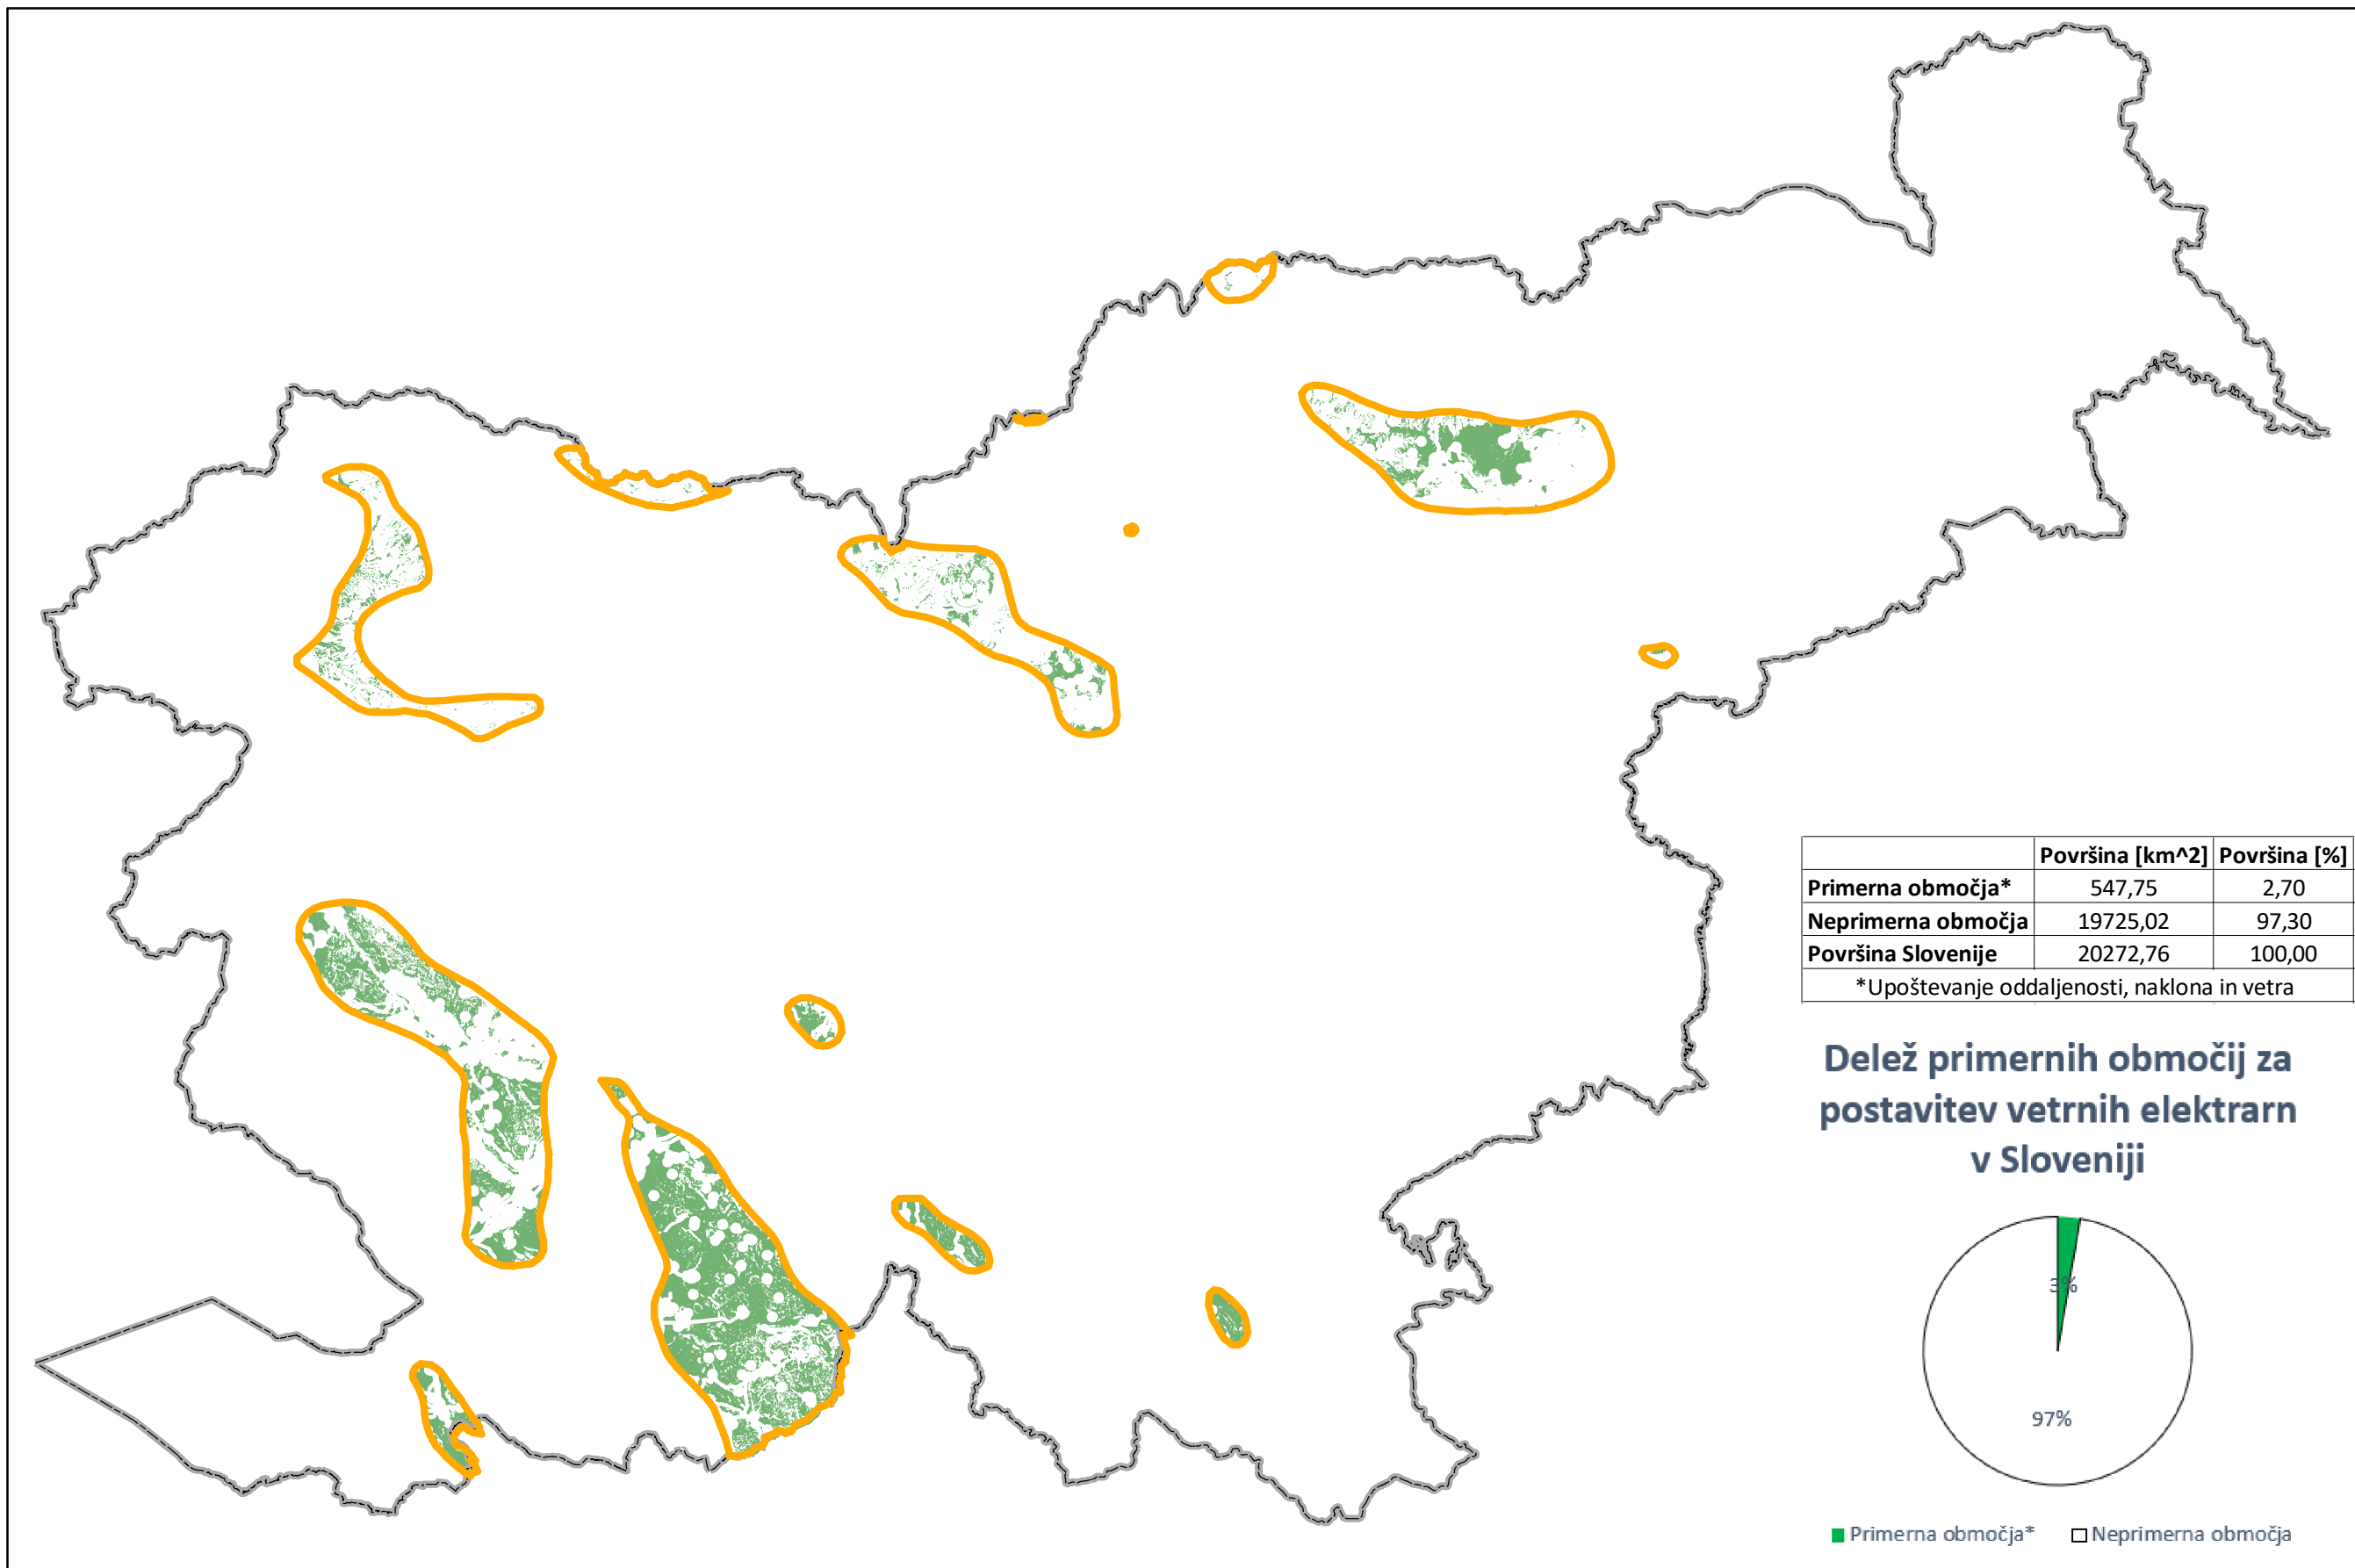 Površina [km^2] Površina [%]
Primerna območja* 547,75 2,70
Neprimerna območja 19725,02 97,30
Površina Slovenije 20272,76 100,00
*Upoštevanje oddaljenosti, naklona in vetra
Delež primernih območij za
postavitev vetrnih elektrarn
v Sloveniji
3%
97%
Primerna območja* Neprimerna območja